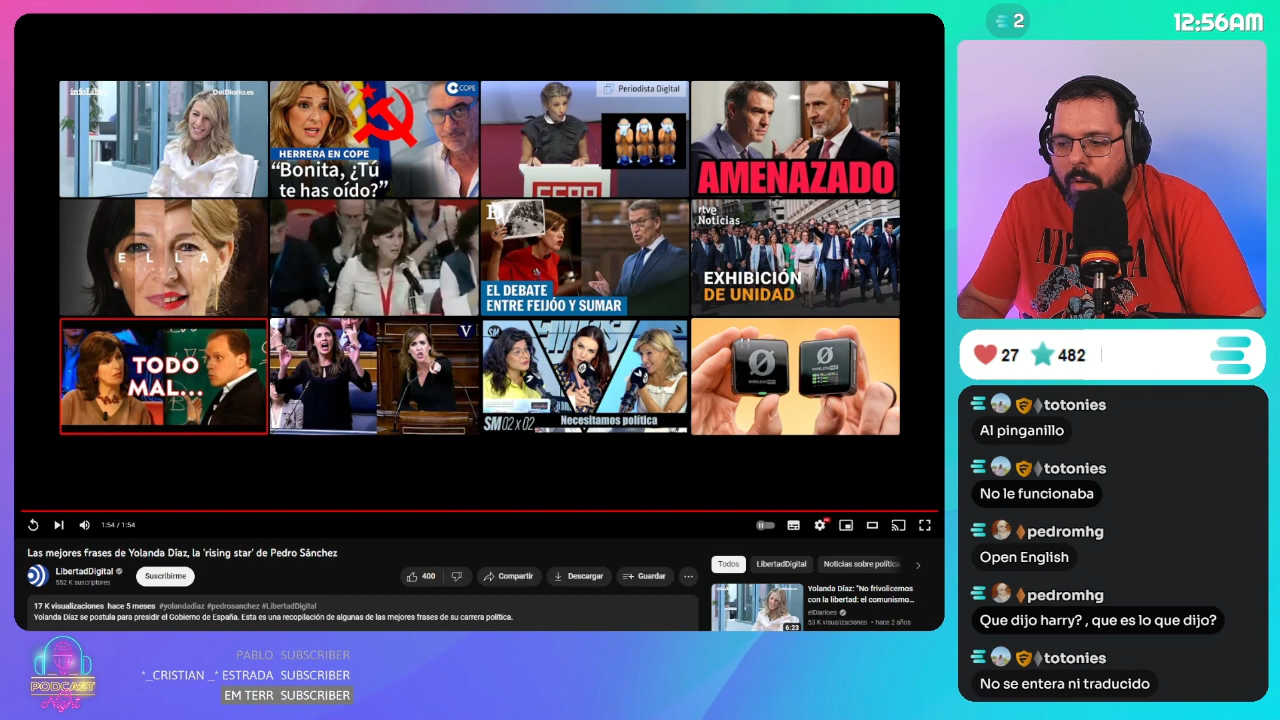 2
12:56AM
infoLibre
ElDiario.es
COPE
HERRERA EN COPE
“Bonita, ¿Tú
te has oído?”
Periodista Digital
AMENAZADO
ELLA
EL DEBATE
ENTRE FEIJÓO Y SUMAR
rtve
Noticias
EXHIBICIÓN
DE UNIDAD
TODO
MAL...
V
SM
SM 02 x 02
Necesitamos política
1:54 / 1:54
Las mejores frases de Yolanda Díaz, la 'rising star' de Pedro Sánchez
LibertadDigital
552 K suscriptores
Suscribirme
400
Compartir
Descargar
Guardar
17 K visualizaciones hace 5 meses #yolandadiaz #pedrosanchez #LibertadDigital
Yolanda Díaz se postula para presidir el Gobierno de España. Esta es una recopilación de algunas de las mejores frases de su carrera política.
Todos
LibertadDigital
Noticias sobre polític
Yolanda Díaz: "No frivolicemos
con la libertad: el comunismo...
elDiarioes
53 K visualizaciones • hace 2 años
6:23
27
482
totonies
Al pinganillo
totonies
No le funcionaba
pedromhg
Open English
pedromhg
Que dijo harry? , que es lo que dijo?
totonies
No se entera ni traducido
PODCAST
Night
PABLO SUBSCRIBER
*_CRISTIAN_* ESTRADA SUBSCRIBER
EM TERR SUBSCRIBER